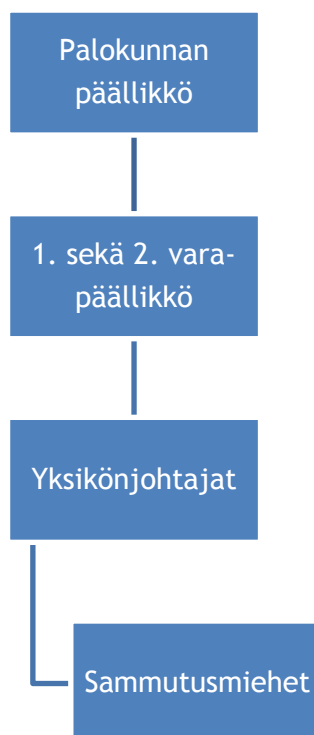 Palokunnan
päällikkö
1. sekä 2. vara-
päällikkö
Yksikönjohtajat
Sammutusmiehet